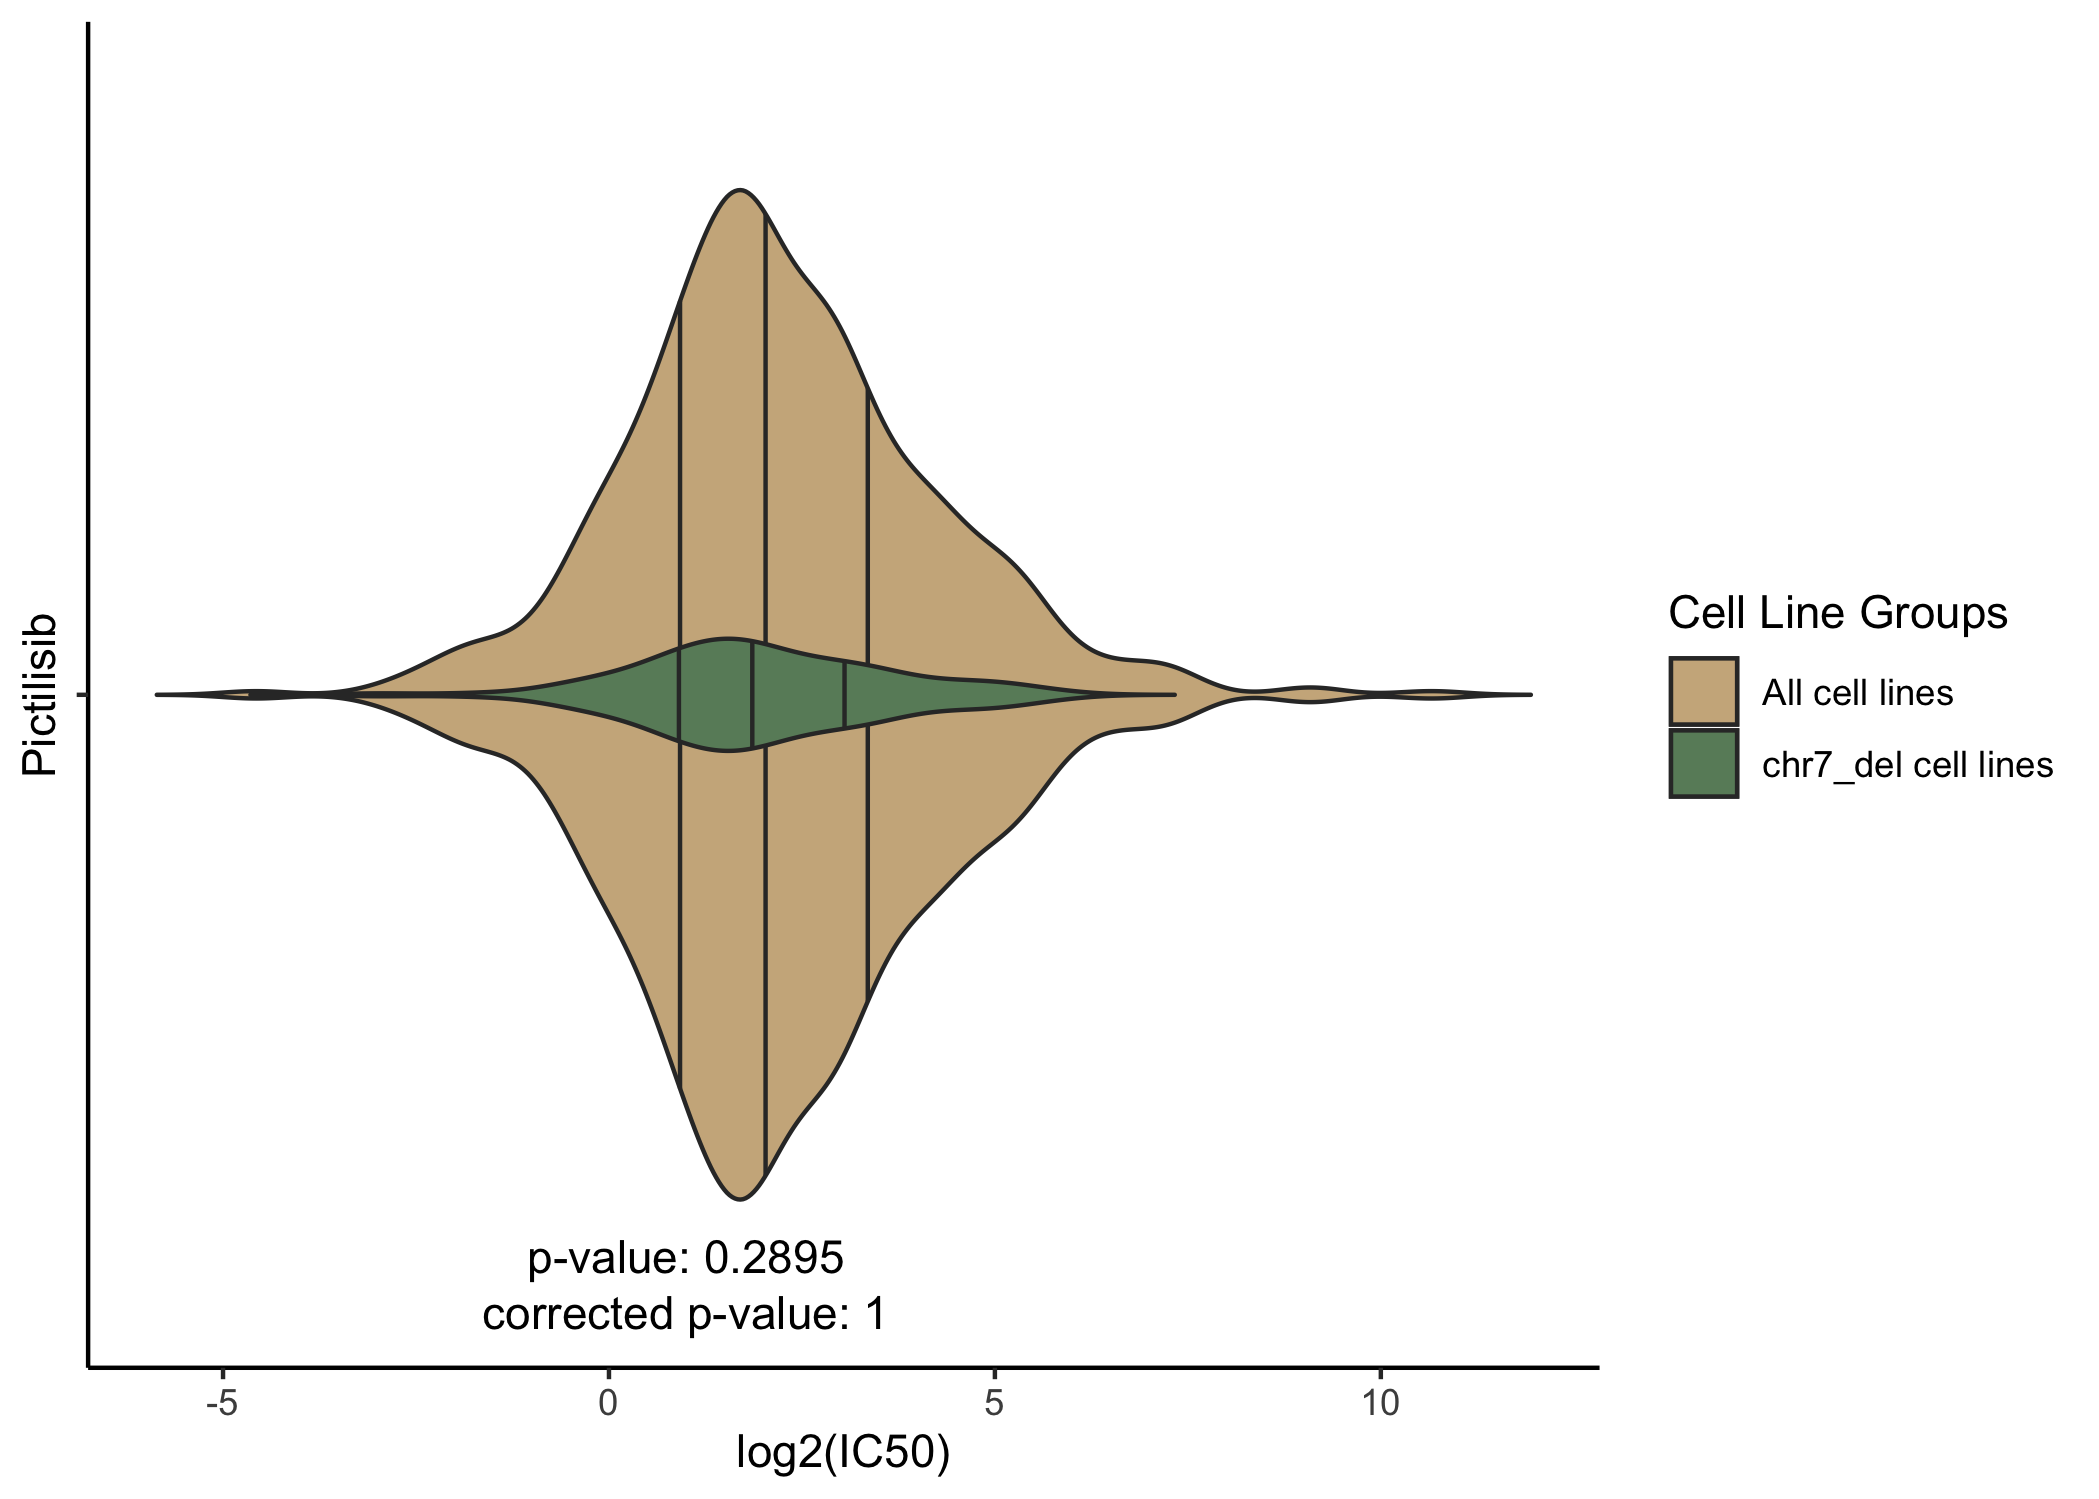 Pictilisib
p-value: 0.2895
corrected p-value: 1
-5
0
5
10
log2(IC50)
Cell Line Groups
All cell lines
chr7_del cell lines